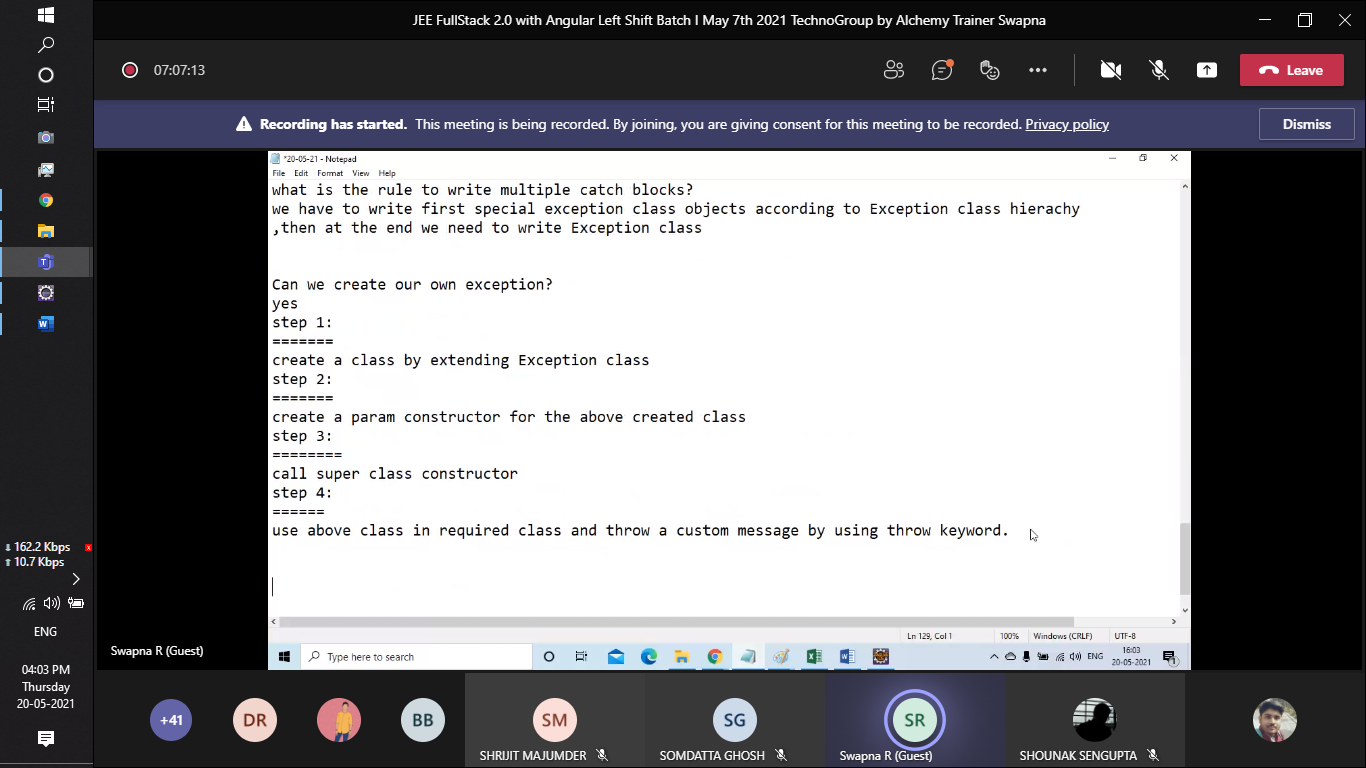 JEE FullStack 2.0 with Angular Left Shift Batch I May 7th 2021 TechnoGroup by Alchemy Trainer Swapna
07:07:13
Leave
Recording has started. This meeting is being recorded. By joining, you are giving consent for this meeting to be recorded. Privacy policy
Dismiss
*20-05-21 - Notepad
File Edit Format View Help
what is the rule to write multiple catch blocks?
we have to write first special exception class objects according to Exception class hierachy
,then at the end we need to write Exception class
Can we create our own exception?
yes
step 1:
=======
create a class by extending Exception class
step 2:
=======
create a param constructor for the above created class
step 3:
========
call super class constructor
step 4:
======
use above class in required class and throw a custom message by using throw keyword.
Ln 129, Col 1
100%
Windows (CRLF)
UTF-8
Type here to search
ENG
16:03
20-05-2021
1
Swapna R (Guest)
162.2 Kbps
x
10.7 Kbps
ENG
04:03 PM
Thursday
20-05-2021
+41
DR
BB
SM
SHRIJIT MAJUMDER
SG
SOMDATTA GHOSH
SR
Swapna R (Guest)
SHOUNAK SENGUPTA